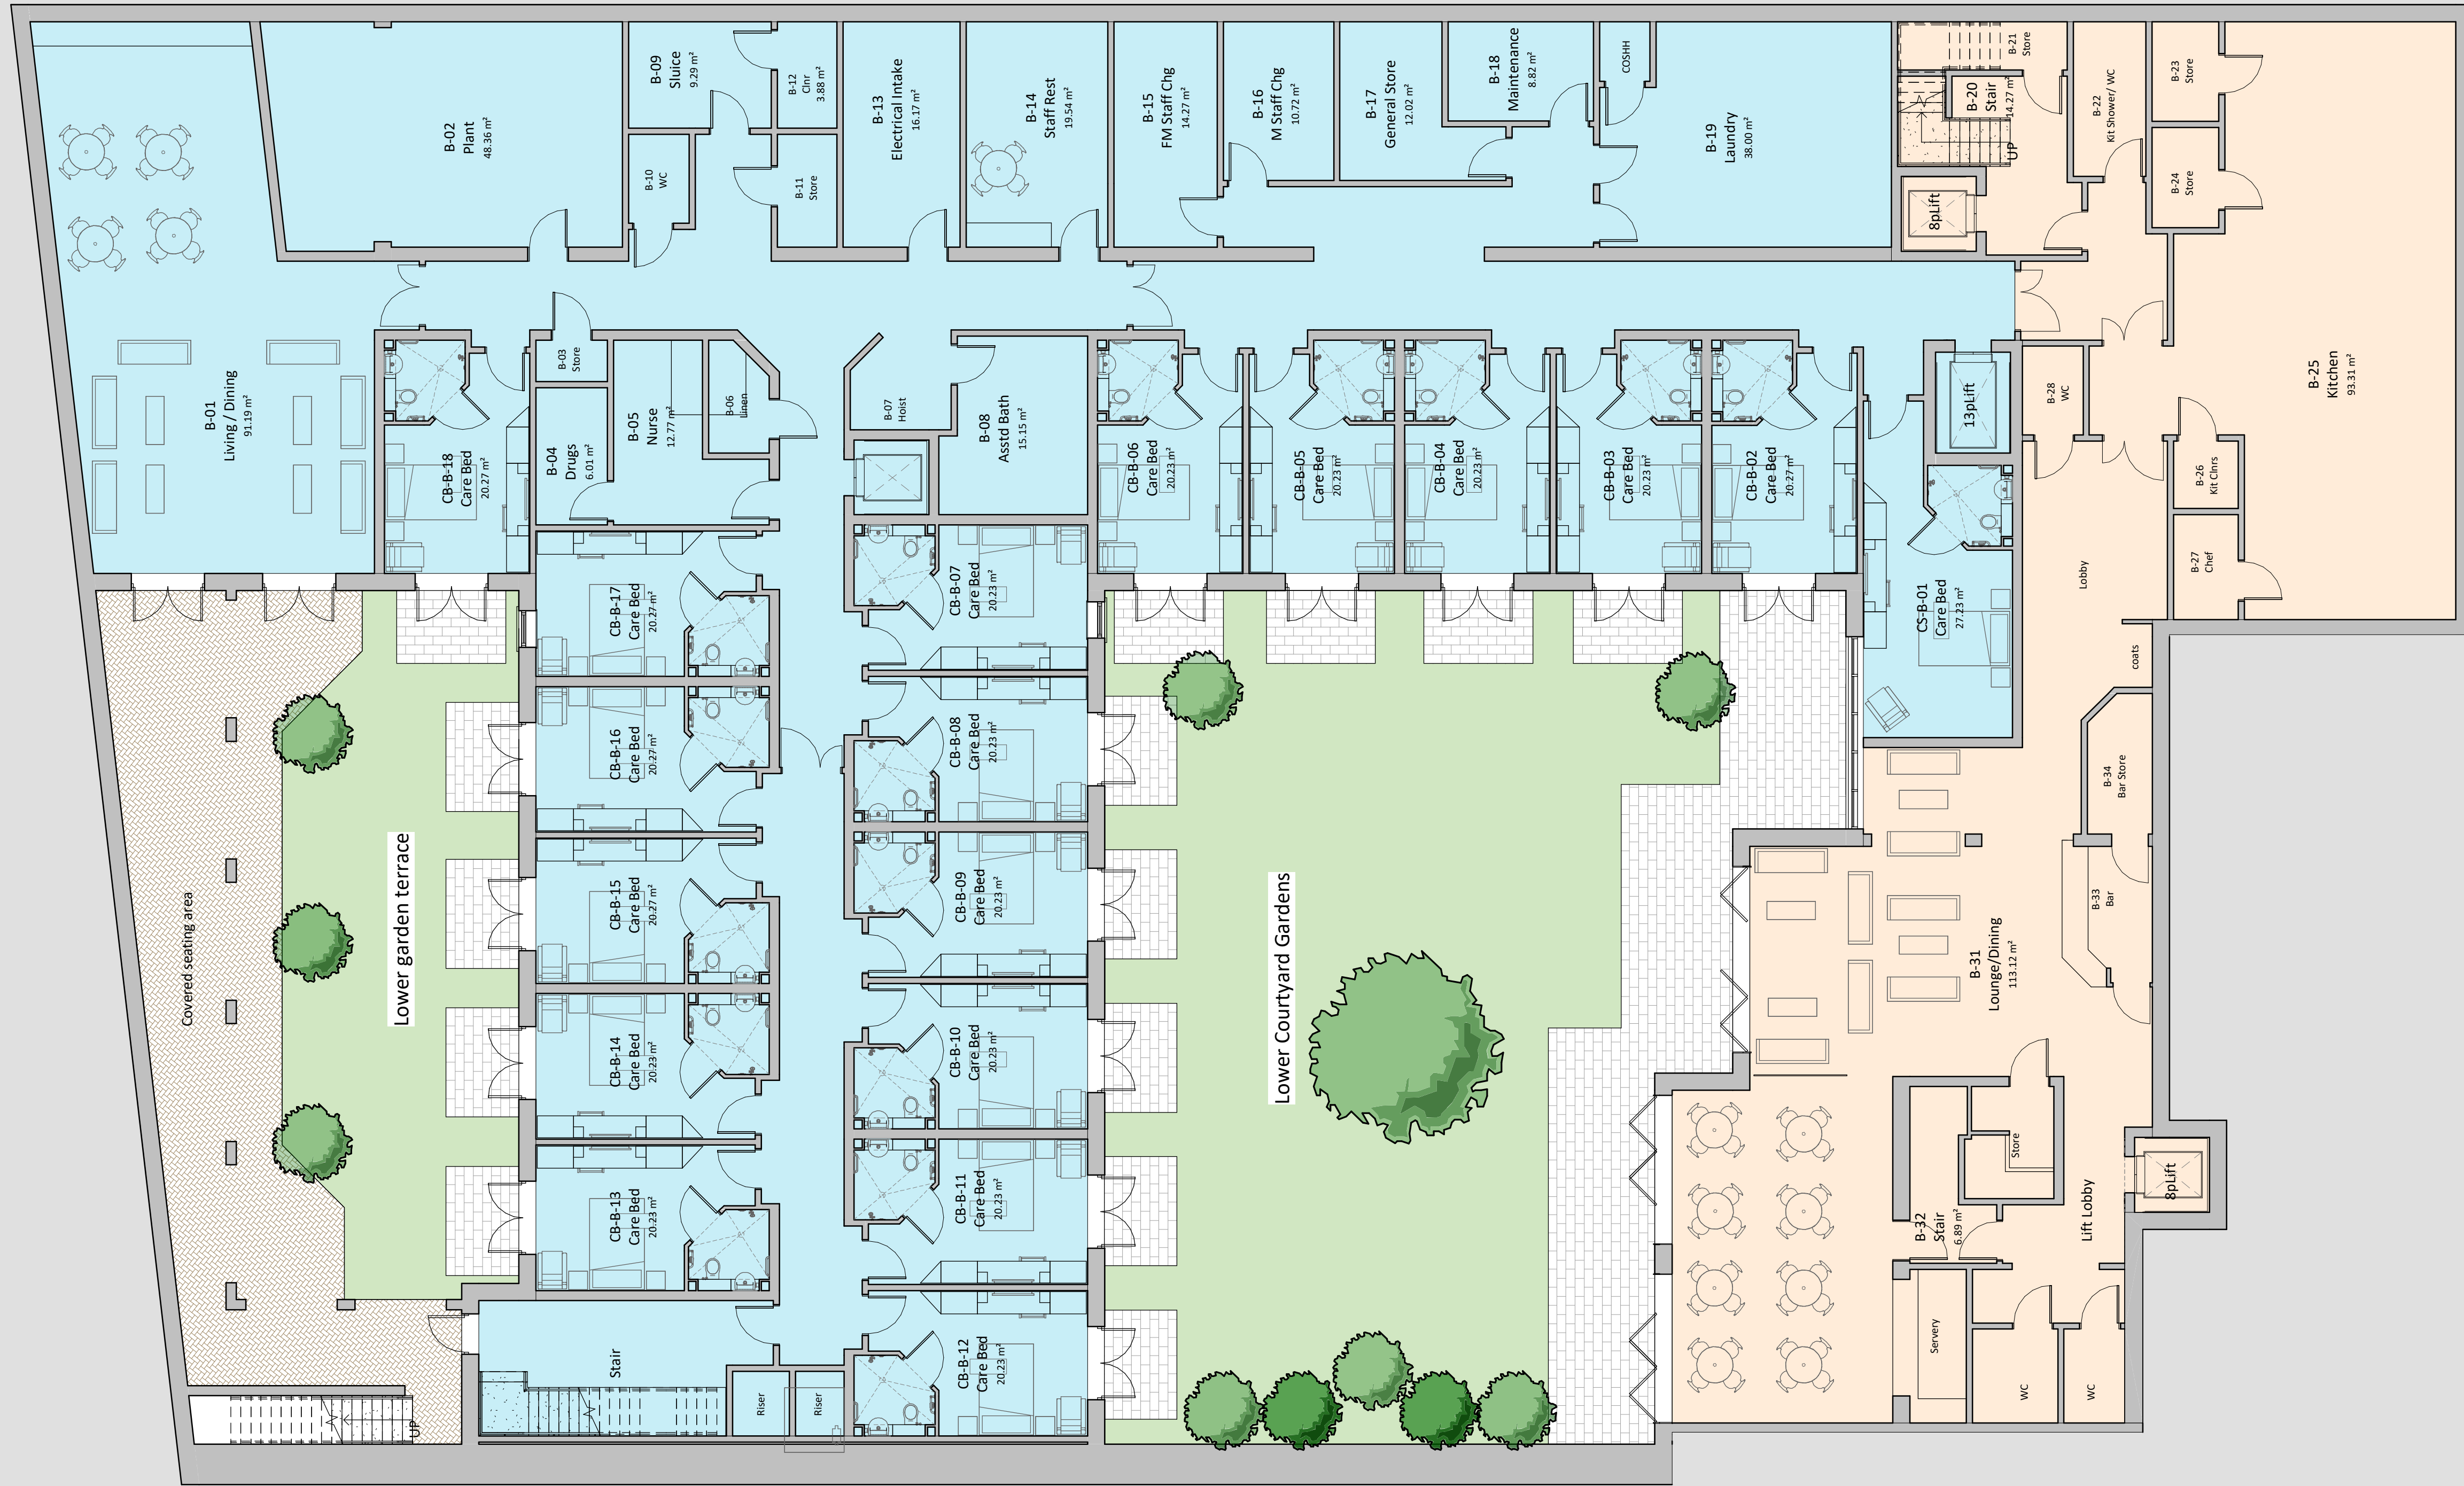 B-01
Living / Dining
91.19 m²
B-02
Plant
48.36 m²
B-09
Sluice
9.29 m²
B-10
WC
B-12
Clnr
3.88 m²
B-11
Store
B-13
Electrical Intake
16.17 m²
B-14
Staff Rest
19.54 m²
B-15
FM Staff Chg
14.27 m²
B-16
M Staff Chg
10.72 m²
B-17
General Store
12.02 m²
B-18
Maintenance
8.82 m²
COSHH
B-19
Laundry
38.00 m²
B-20
Stair
14.27 m²
UP
B-21
Store
8pLift
B-22
Kit Shower/ WC
B-23
Store
B-24
Store
B-25
Kitchen
93.31 m²
B-26
Kit Clnrs
B-27
Chef
B-28
WC
13pLift
Lobby
coats
CB-B-18
Care Bed
20.27 m²
B-03
Store
B-04
Drugs
6.01 m²
B-05
Nurse
12.77 m²
B-06
Linen
B-07
Hoist
B-08
Asstd Bath
15.15 m²
CB-B-06
Care Bed
20.23 m²
CB-B-05
Care Bed
20.23 m²
CB-B-04
Care Bed
20.23 m²
CB-B-03
Care Bed
20.23 m²
CB-B-02
Care Bed
20.27 m²
CS-B-01
Care Bed
27.23 m²
CB-B-17
Care Bed
20.27 m²
CB-B-16
Care Bed
20.27 m²
CB-B-15
Care Bed
20.27 m²
CB-B-14
Care Bed
20.23 m²
CB-B-13
Care Bed
20.23 m²
CB-B-07
Care Bed
20.23 m²
CB-B-08
Care Bed
20.23 m²
CB-B-09
Care Bed
20.23 m²
CB-B-10
Care Bed
20.23 m²
CB-B-11
Care Bed
20.23 m²
CB-B-12
Care Bed
20.23 m²
Covered seating area
Lower garden terrace
Lower Courtyard Gardens
UP
Stair
Riser
Riser
B-34
Bar Store
B-33
Bar
B-31
Lounge/Dining
113.12 m²
Store
B-32
Stair
6.89 m²
Lift Lobby
8pLift
Servery
WC
WC